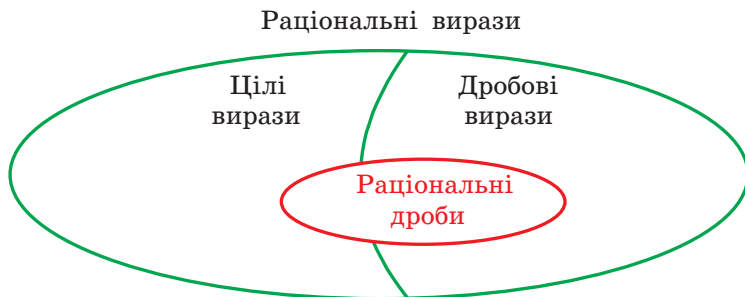 Раціональні вирази
Цілі
вирази
Дробові
вирази
Раціональні
дроби